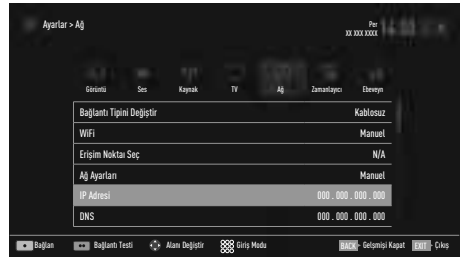 Ayarlar > Ağ
Per
XX XXX XXXX
Görüntü Ses Kaynak TV Ağ Zamanlayıcı Ebeveyn
Bağlantı Tipini Değiştir Kablosuz
WiFi Manuel
Erişim Noktaı Seç N/A
Ağ Ayarları Manuel
IP Adresi 000 . 000 . 000 . 000
DNS 000 . 000 . 000 . 000
Bağlan Bağlantı Testi Alanı Değiştir Giriş Modu BACK - Gelşmişi Kapat EXIT - Çıkış